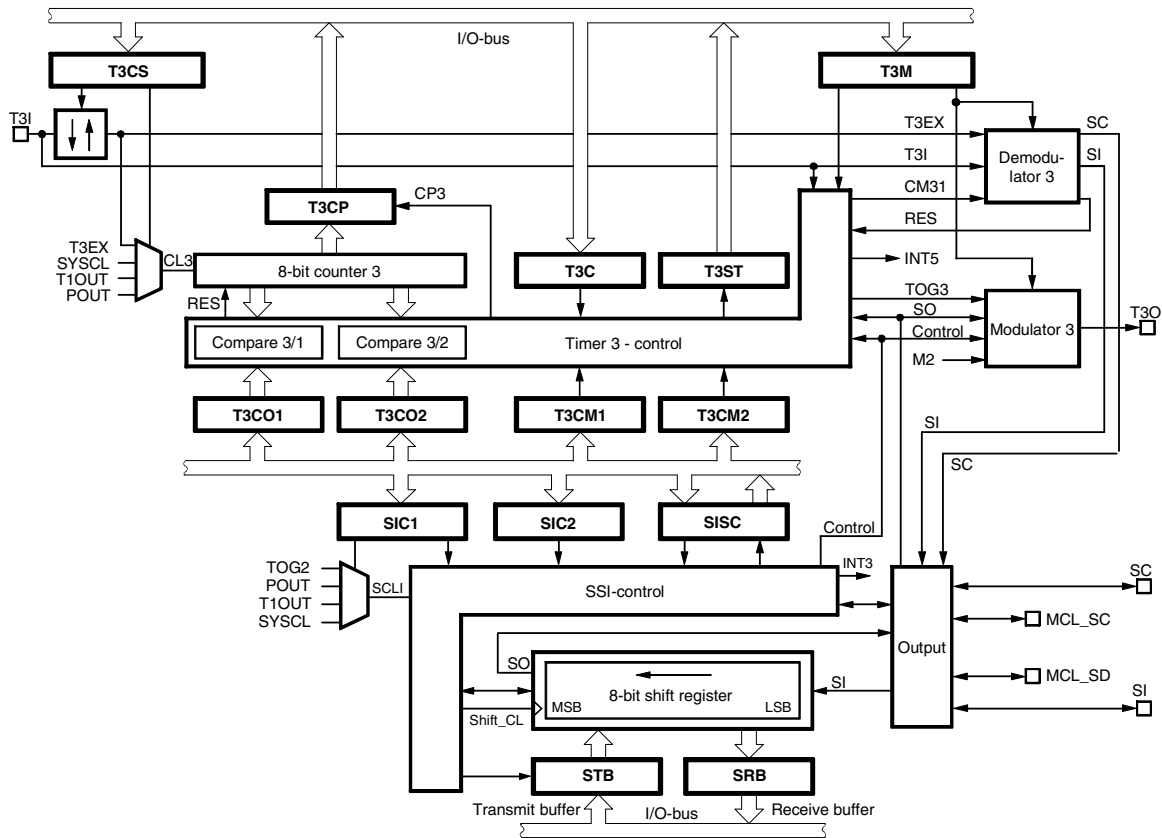 I/O-bus
T3CS
T3M
T3I
T3EX
SC
T3I
SI
Demodu-
lator 3
CP3
CM31
T3CP
RES
T3EX
SYSCL
T1OUT
POUT
CL3
8-bit counter 3
T3C
T3ST
INT5
RES
TOG3
SO
Control
M2
Modulator 3
T3O
Compare 3/1
Compare 3/2
Timer 3 - control
T3CO1
T3CO2
T3CM1
T3CM2
SI
SC
SIC1
SIC2
SISC
Control
TOG2
POUT
T1OUT
SYSCL
SCLI
SSI-control
INT3
SC
MCL_SC
Output
SO
8-bit shift register
MSB
LSB
SI
MCL_SD
SI
Shift_CL
STB
SRB
Transmit buffer
I/O-bus
Receive buffer